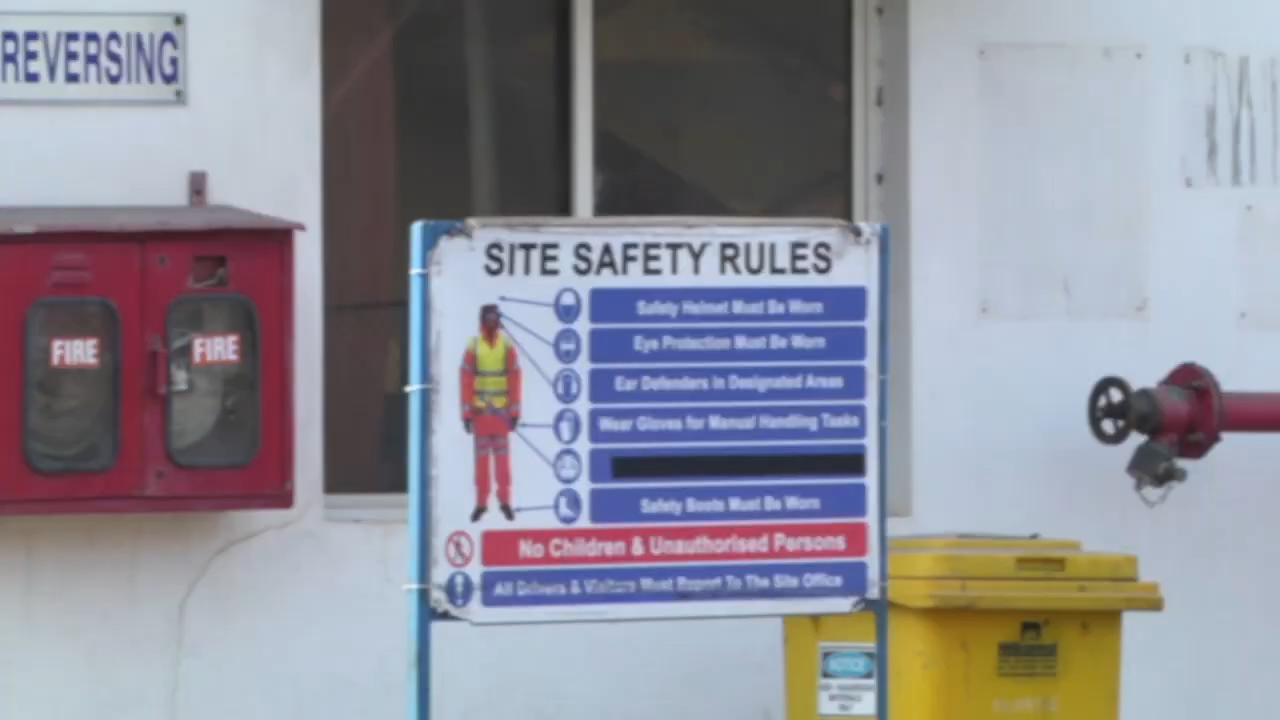 REVERSING
SITE SAFETY RULES
Safety Helmet Must Be Worn
Eye Protection Must Be Worn
Ear Defenders in Designated Areas
Wear Gloves for Manual Handling Tasks
Safety Boots Must Be Worn
No Children & Unauthorised Persons
All Drivers & Visitors Must Report To The Site Office
FIRE
FIRE
NOTICE